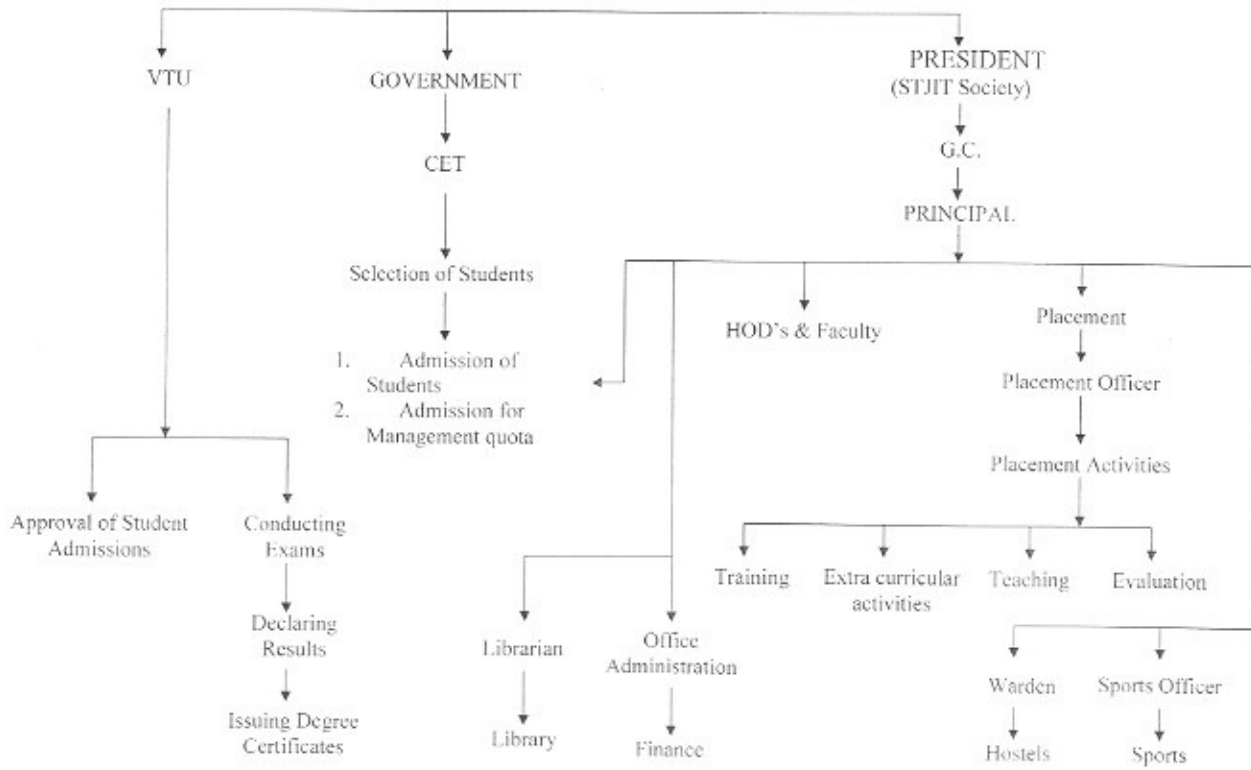 VTU
GOVERNMENT
PRESIDENT
(STJIT Society)
G.C.
CET
PRINCIPAL
Selection of Students
HOD's & Faculty
Placement
1. Admission of
Students
2. Admission for
Management quota
Placement Officer
Placement Activities
Approval of Student
Admissions
Conducting
Exams
Training
Extra curricular
activities
Teaching
Evaluation
Declaring
Results
Librarian
Office
Administration
Warden
Sports Officer
Issuing Degree
Certificates
Library
Finance
Hostels
Sports